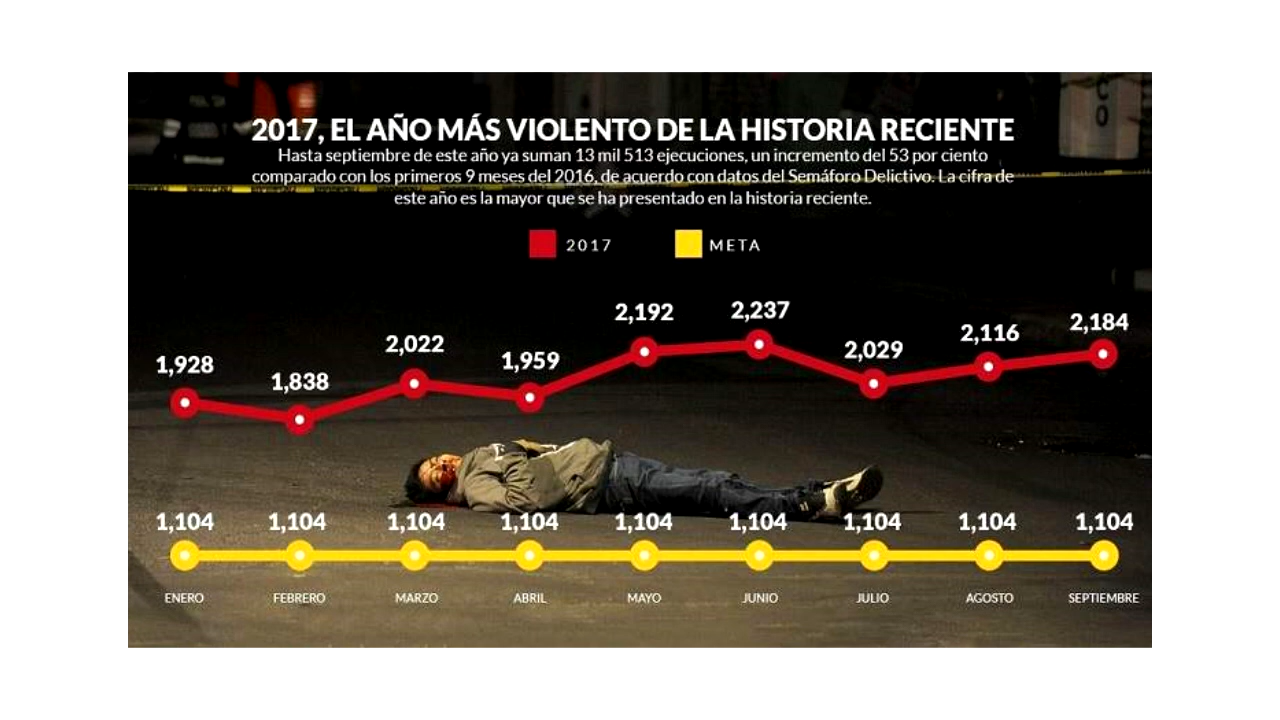 2017, EL AÑO MÁS VIOLENTO DE LA HISTORIA RECIENTE
Hasta septiembre de este año ya suman 13 mil 513 ejecuciones, un incremento del 53 por ciento
comparado con los primeros 9 meses del 2016, de acuerdo con datos del Semáforo Delictivo. La cifra de
este año es la mayor que se ha presentado en la historia reciente.
2017 META
1,928 1,838 2,022 1,959 2,192 2,237 2,029 2,116 2,184
1,104 1,104 1,104 1,104 1,104 1,104 1,104 1,104 1,104
ENERO FEBRERO MARZO ABRIL MAYO JUNIO JULIO AGOSTO SEPTIEMBRE